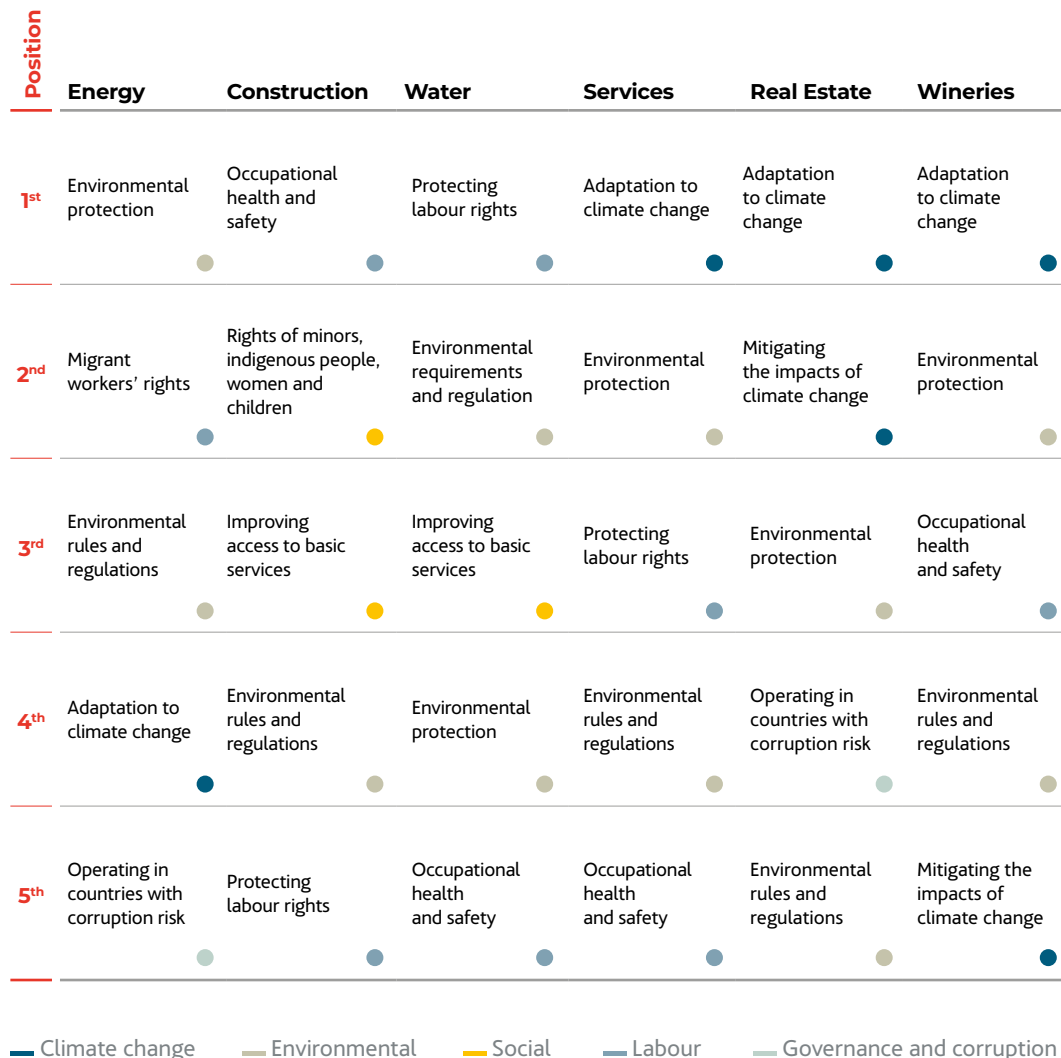 Position
Energy Construction Water Services Real Estate Wineries
1st
Environmental
protection
Occupational
health and
safety
Protecting
labour rights
Adaptation to
climate change
Adaptation
to climate
change
Adaptation
to climate
change
2nd
Migrant
workers’ rights
Rights of minors,
indigenous people,
women and
children
Environmental
requirements
and regulation
Environmental
protection
Mitigating
the impacts of
climate change
Environmental
protection
3rd
Environmental
rules and
regulations
Improving
access to basic
services
Improving
access to basic
services
Protecting
labour rights
Environmental
protection
Occupational
health
and safety
4th
Adaptation to
climate change
Environmental
rules and
regulations
Environmental
protection
Environmental
rules and
regulations
Operating in
countries with
corruption risk
Environmental
rules and
regulations
5th
Operating in
countries with
corruption risk
Protecting
labour rights
Occupational
health
and safety
Occupational
health
and safety
Environmental
rules and
regulations
Mitigating the
impacts of
climate change
Climate change Environmental Social Labour Governance and corruption